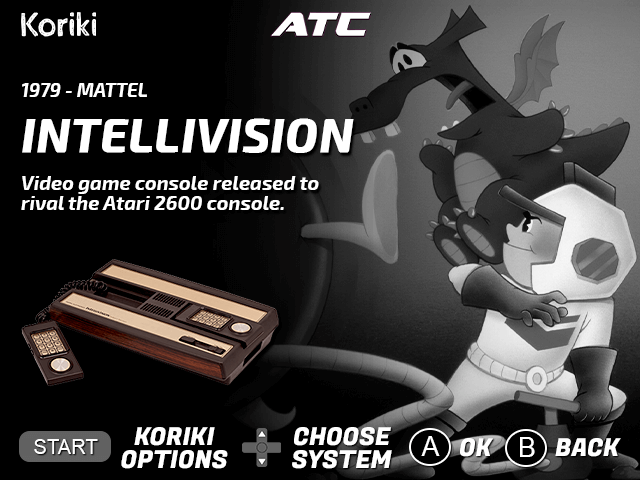 Koriki
ATC
1979 - MATTEL
INTELLIVISION
Video game console released to
rival the Atari 2600 console.
START KORIKI OPTIONS CHOOSE SYSTEM A OK B BACK